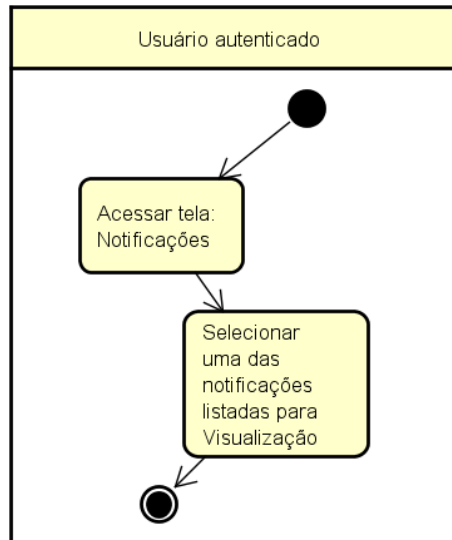 Usuário autenticado
Acessar tela:
Notificações
Selecionar
uma das
notificações
listadas para
Visualização